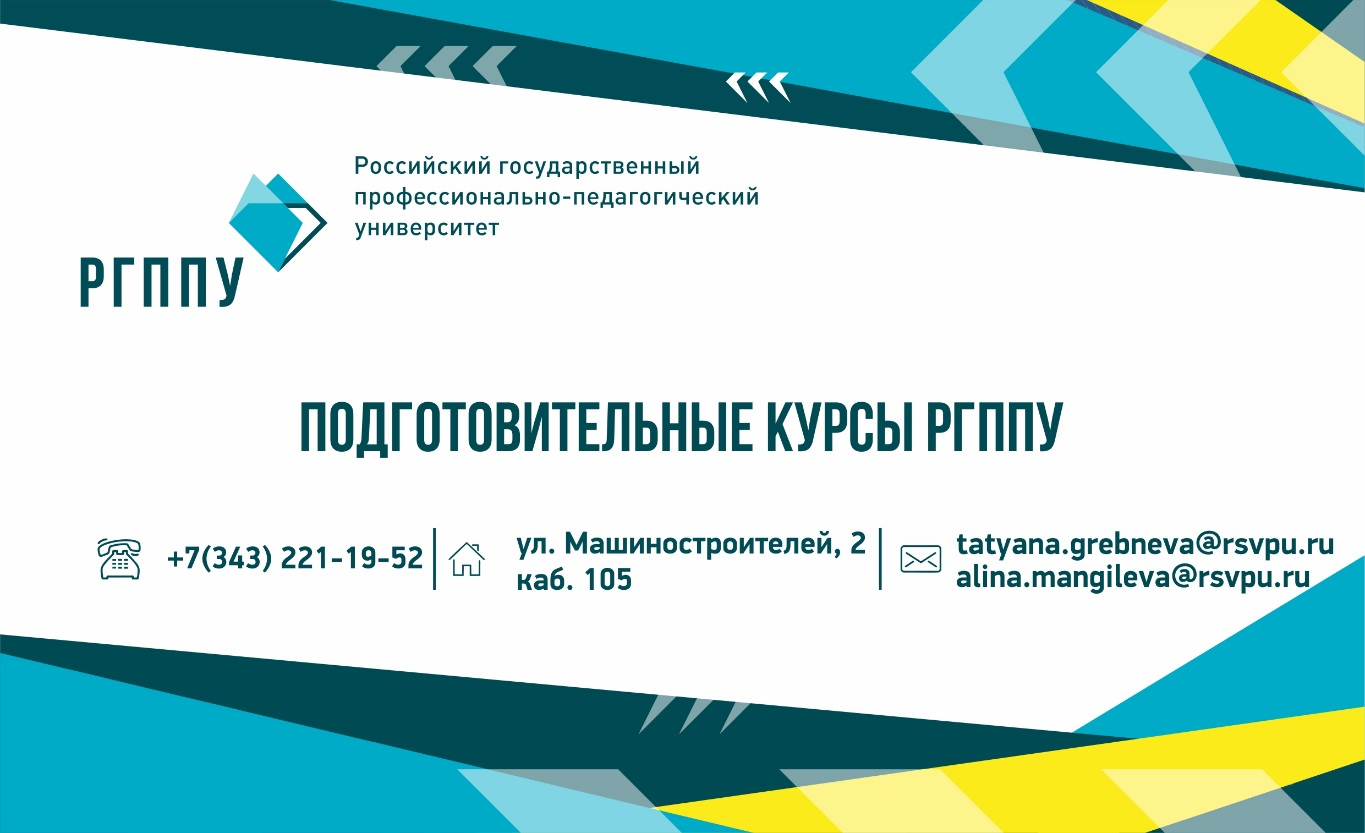 Российский государственный
профессионально-педагогический
университет
РГППУ
ПОДГОТОВИТЕЛЬНЫЕ КУРСЫ РГППУ
+7(343) 221-19-52
ул. Машиностроителей, 2
каб. 105
tatyana.grebneva@rsvpu.ru
alina.mangileva@rsvpu.ru